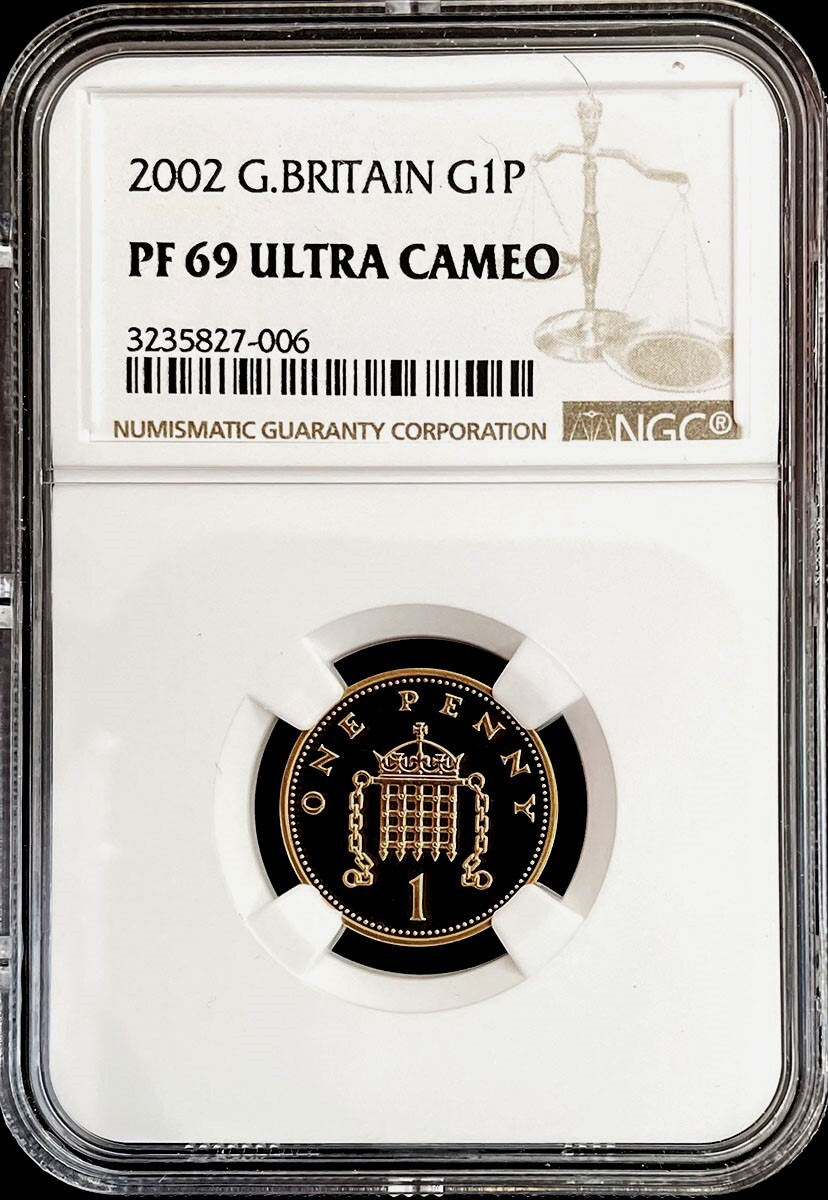 2002 G.BRITAIN G1P
PF 69 ULTRA CAMEO
3235827-006
NUMISMATIC GUARANTY CORPORATION NGC®
ONE PENNY
1